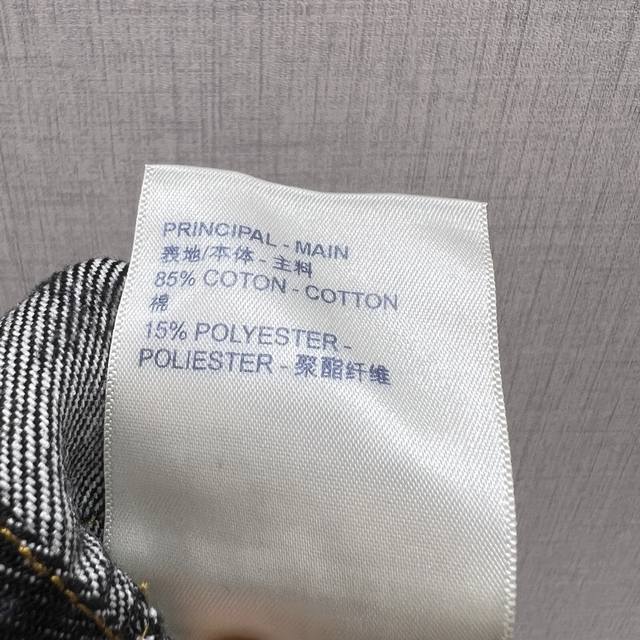 PRINCIPAL - MAIN
表地/本体 - 主料
85% COTON - COTTON
棉
15% POLYESTER -
POLIESTER - 聚酯纤维